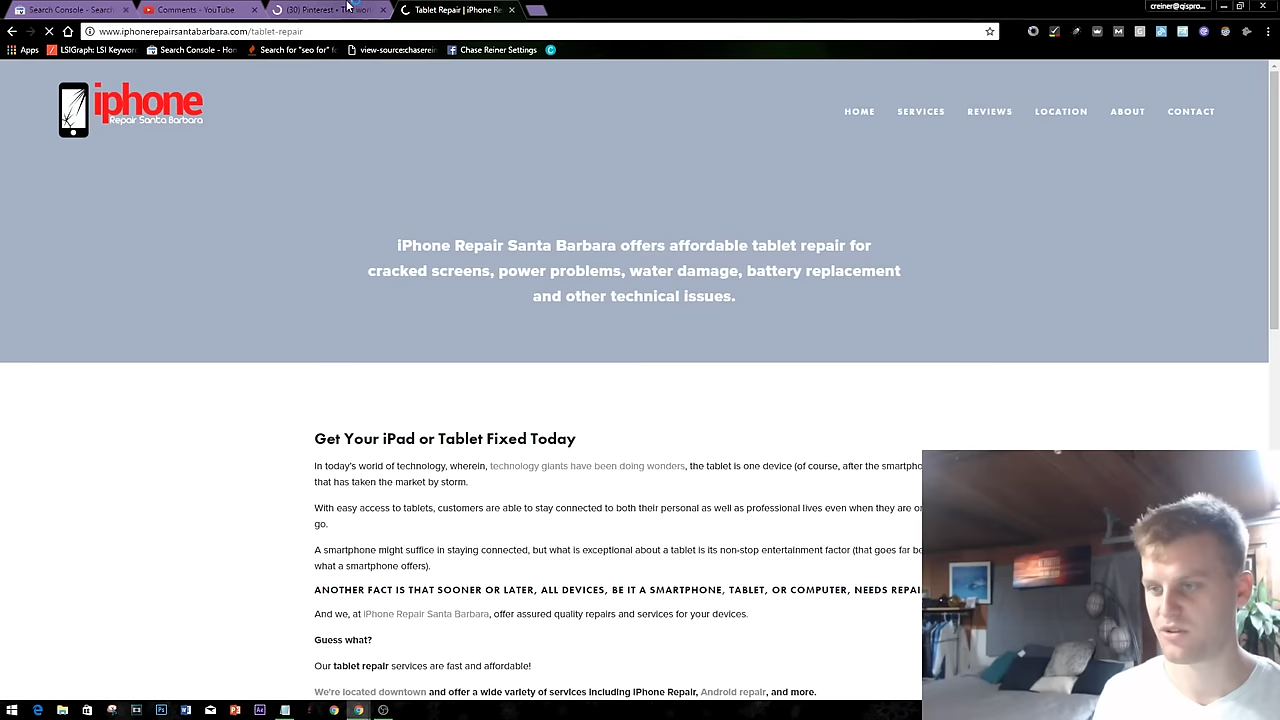 Search Console - Search
Comments - YouTube
(30) Pinterest • The worl
Tablet Repair | iPhone Re
creiner@qispro...
www.iphonerepairsantabarbara.com/tablet-repair
Apps
LSIGraph: LSI Keywor
Search Console - Hom
Search for "seo for" f
view-source:chaserein
Chase Reiner Settings
iphone
Repair Santa Barbara
HOME SERVICES REVIEWS LOCATION ABOUT CONTACT
iPhone Repair Santa Barbara offers affordable tablet repair for
cracked screens, power problems, water damage, battery replacement
and other technical issues.
Get Your iPad or Tablet Fixed Today
In today's world of technology, wherein, technology giants have been doing wonders, the tablet is one device (of course, after the smartpho
that has taken the market by storm.
With easy access to tablets, customers are able to stay connected to both their personal as well as professional lives even when they are o
go.
A smartphone might suffice in staying connected, but what is exceptional about a tablet is its non-stop entertainment factor (that goes far be
what a smartphone offers).
ANOTHER FACT IS THAT SOONER OR LATER, ALL DEVICES, BE IT A SMARTPHONE, TABLET, OR COMPUTER, NEEDS REPAI
And we, at iPhone Repair Santa Barbara, offer assured quality repairs and services for your devices.
Guess what?
Our tablet repair services are fast and affordable!
We're located downtown and offer a wide variety of services including iPhone Repair, Android repair, and more.